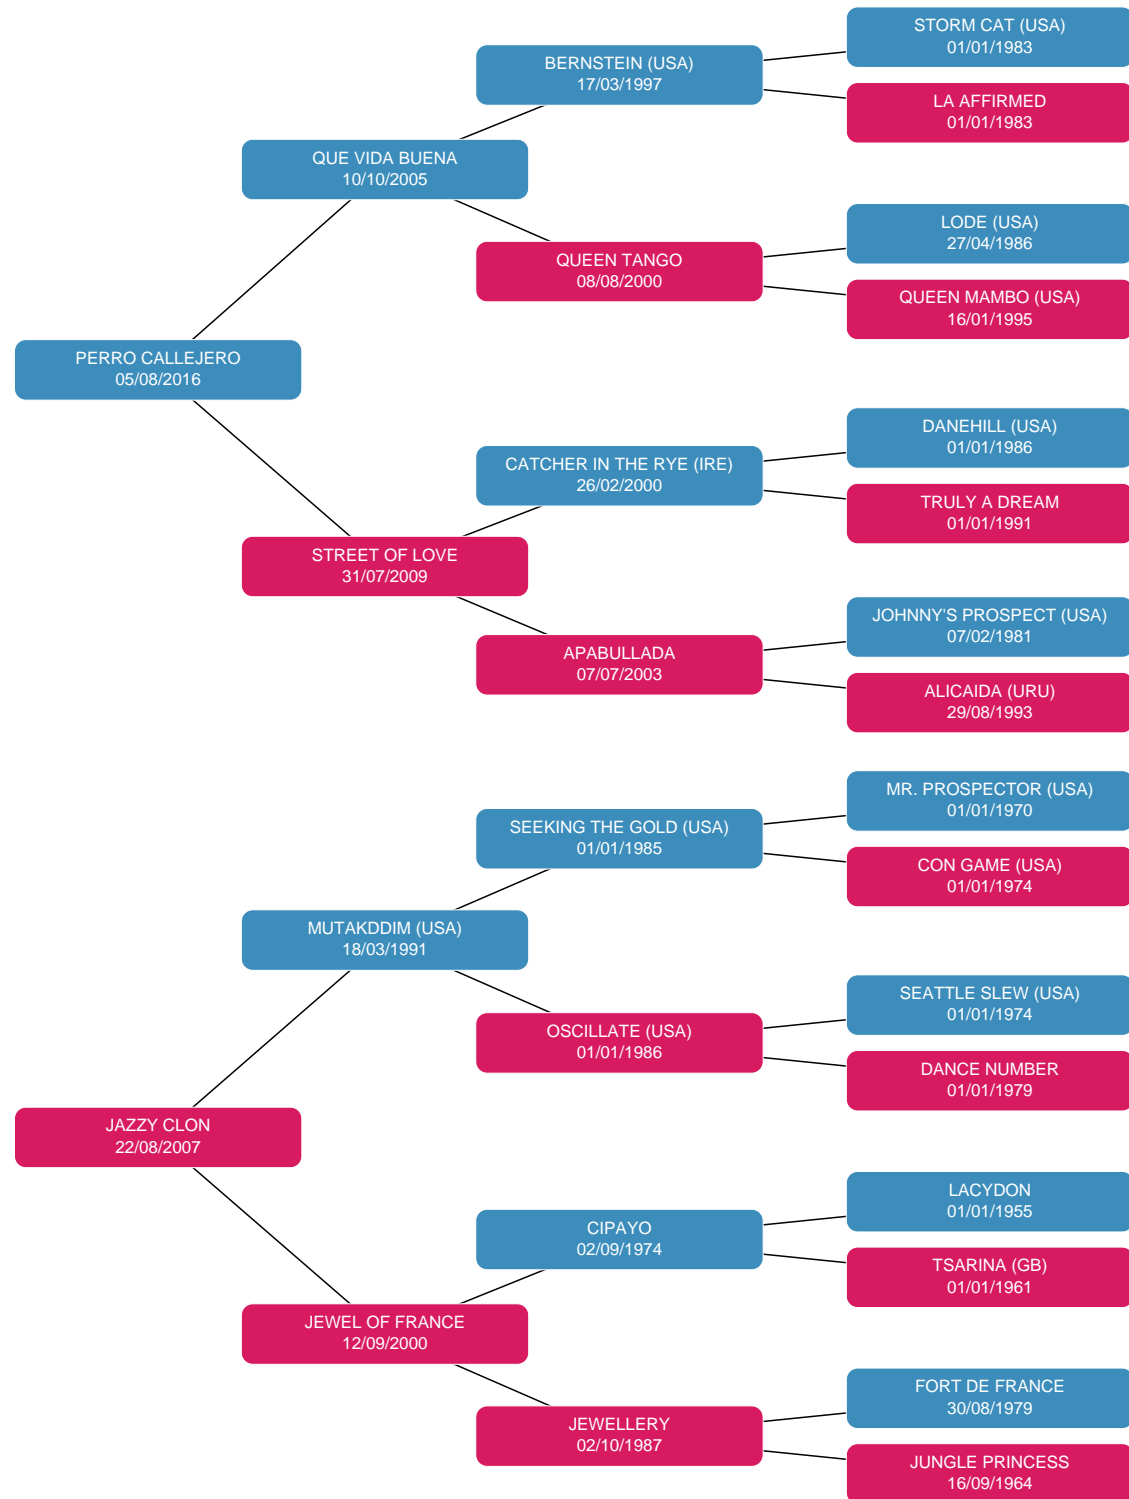 STORM CAT (USA)
01/01/1983
BERNSTEIN (USA)
17/03/1997
LA AFFIRMED
01/01/1983
QUE VIDA BUENA
10/10/2005
LODE (USA)
27/04/1986
QUEEN TANGO
08/08/2000
QUEEN MAMBO (USA)
16/01/1995
PERRO CALLEJERO
05/08/2016
DANEHILL (USA)
01/01/1986
CATCHER IN THE RYE (IRE)
26/02/2000
TRULY A DREAM
01/01/1991
STREET OF LOVE
31/07/2009
JOHNNY'S PROSPECT (USA)
07/02/1981
APABULLADA
07/07/2003
ALICAIDA (URU)
29/08/1993
MR. PROSPECTOR (USA)
01/01/1970
SEEKING THE GOLD (USA)
01/01/1985
CON GAME (USA)
01/01/1974
MUTAKDDIM (USA)
18/03/1991
SEATTLE SLEW (USA)
01/01/1974
OSCILLATE (USA)
01/01/1986
DANCE NUMBER
01/01/1979
JAZZY CLON
22/08/2007
LACYDON
01/01/1955
CIPAYO
02/09/1974
TSARINA (GB)
01/01/1961
JEWEL OF FRANCE
12/09/2000
FORT DE FRANCE
30/08/1979
JEWELLERY
02/10/1987
JUNGLE PRINCESS
16/09/1964